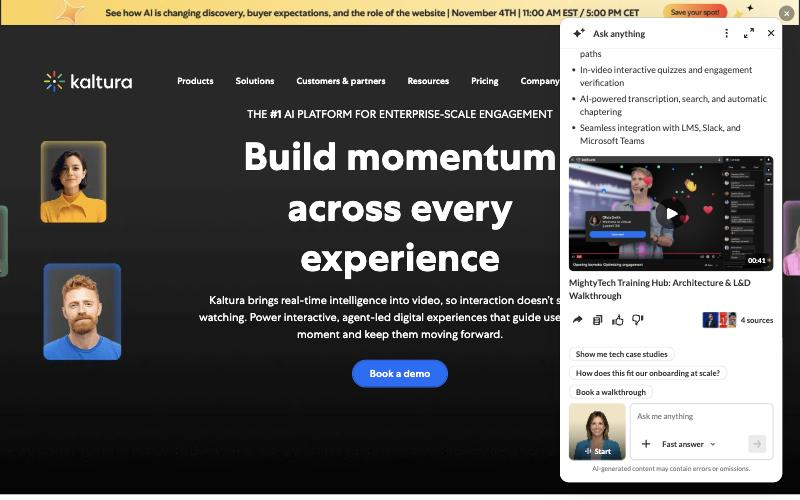 See how AI is changing discovery, buyer expectations, and the role of the website | November 4TH | 11:00 AM EST / 5:00 PM CET
Save your spot!
kaltura
Products
Solutions
Customers & partners
Resources
Pricing
Company
THE #1 AI PLATFORM FOR ENTERPRISE-SCALE ENGAGEMENT
Build momentum
across every
experience
Kaltura brings real-time intelligence into video, so interaction doesn't s
watching. Power interactive, agent-led digital experiences that guide use
moment and keep them moving forward.
Book a demo
Ask anything
paths
• In-video interactive quizzes and engagement
verification
• AI-powered transcription, search, and automatic
chaptering
• Seamless integration with LMS, Slack, and
Microsoft Teams
00:41
MightyTech Training Hub: Architecture & L&D
Walkthrough
4 sources
Show me tech case studies
How does this fit our onboarding at scale?
Book a walkthrough
Start
Ask me anything
Fast answer
AI-generated content may contain errors or omissions.